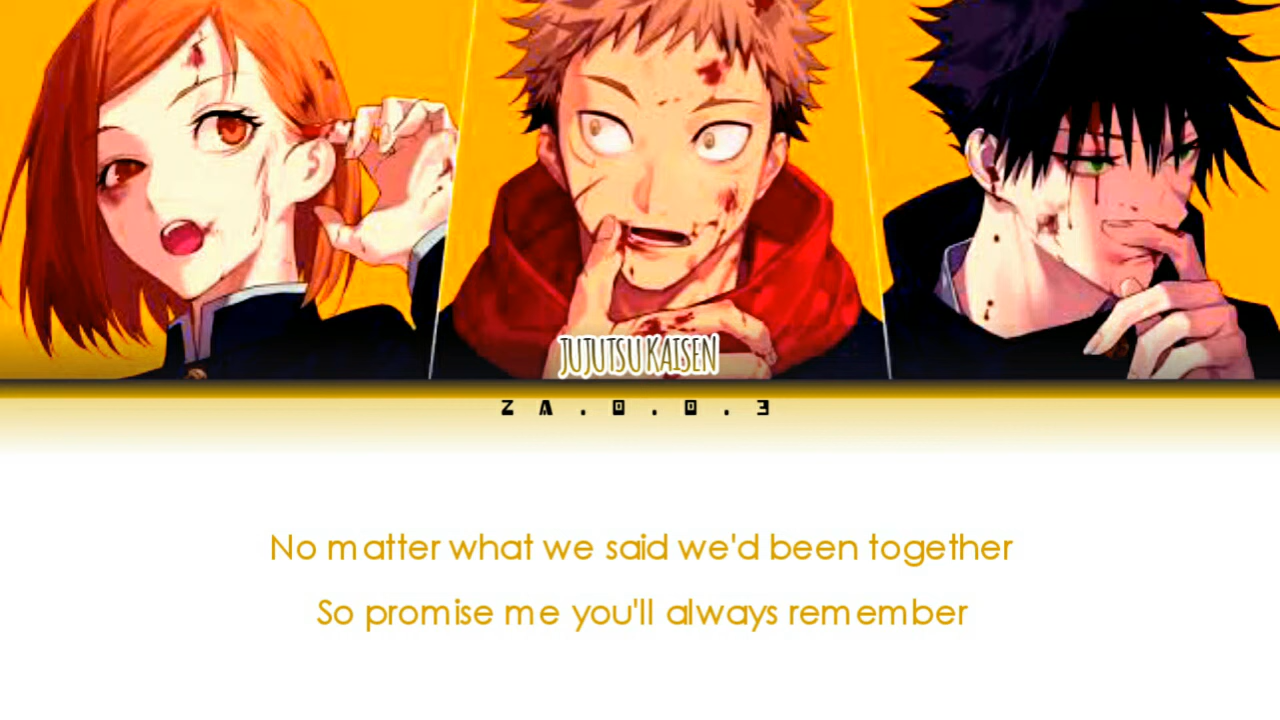 JUJUTSU KAISEN
ZA.0.0.3
No matter what we said we'd been together
So promise me you'll always remember